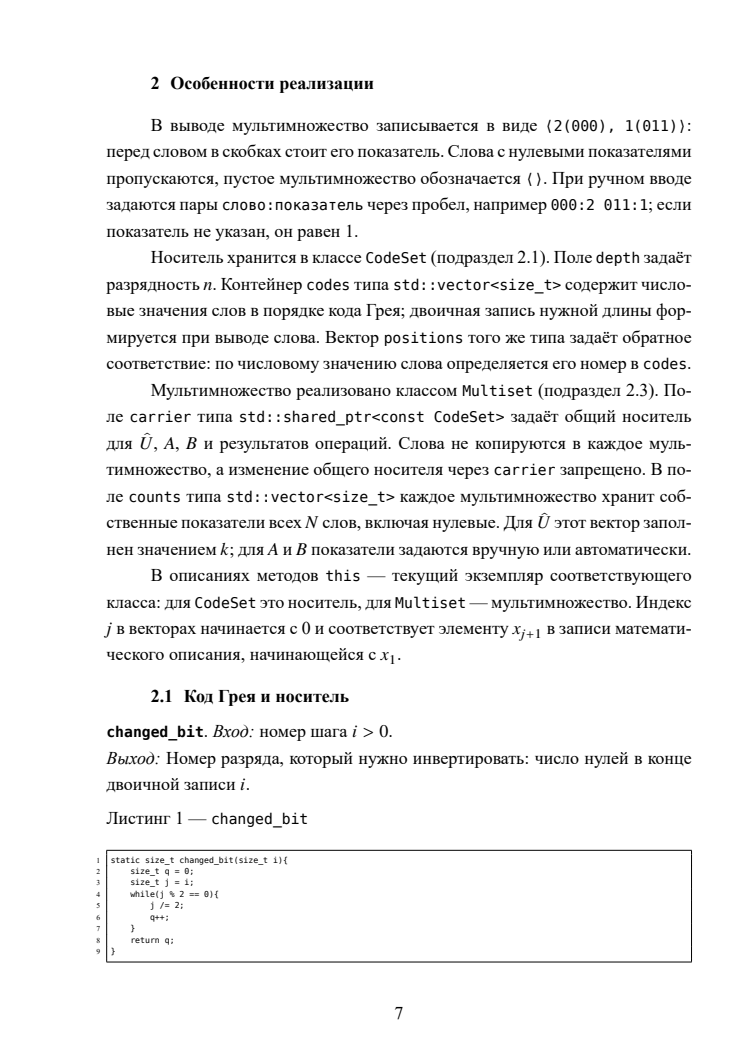 2 Особенности реализации
В выводе мультимножество записывается в виде ⟨2(000), 1(011)⟩:
перед словом в скобках стоит его показатель. Слова с нулевыми показателями
пропускаются, пустое мультимножество обозначается ⟨⟩. При ручном вводе
задаются пары слово:показатель через пробел, например 000:2 011:1; если
показатель не указан, он равен 1.
Носитель хранится в классе CodeSet (подраздел 2.1). Поле depth задаёт
разрядность n. Контейнер codes типа std::vector<size_t> содержит число-
вые значения слов в порядке кода Грея; двоичная запись нужной длины фор-
мируется при выводе слова. Вектор positions того же типа задаёт обратное
соответствие: по числовому значению слова определяется его номер в codes.
Мультимножество реализовано классом Multiset (подраздел 2.3). По-
ле carrier типа std::shared_ptr<const CodeSet> задаёт общий носитель
для Û, A, B и результатов операций. Слова не копируются в каждое муль-
тимножество, а изменение общего носителя через carrier запрещено. В по-
ле counts типа std::vector<size_t> каждое мультимножество хранит соб-
ственные показатели всех N слов, включая нулевые. Для Û этот вектор запол-
нен значением k; для A и B показатели задаются вручную или автоматически.
В описаниях методов this — текущий экземпляр соответствующего
класса: для CodeSet это носитель, для Multiset — мультимножество. Индекс
j в векторах начинается с 0 и соответствует элементу xⱼ₊₁ в записи математи-
ческого описания, начинающейся с x₁.
2.1 Код Грея и носитель
changed_bit. Вход: номер шага i > 0.
Выход: Номер разряда, который нужно инвертировать: число нулей в конце
двоичной записи i.
Листинг 1 — changed_bit
1 static size_t changed_bit(size_t i){
2     size_t q = 0;
3     size_t j = i;
4     while(j % 2 == 0){
5         j /= 2;
6         q++;
7     }
8     return q;
9 }
7